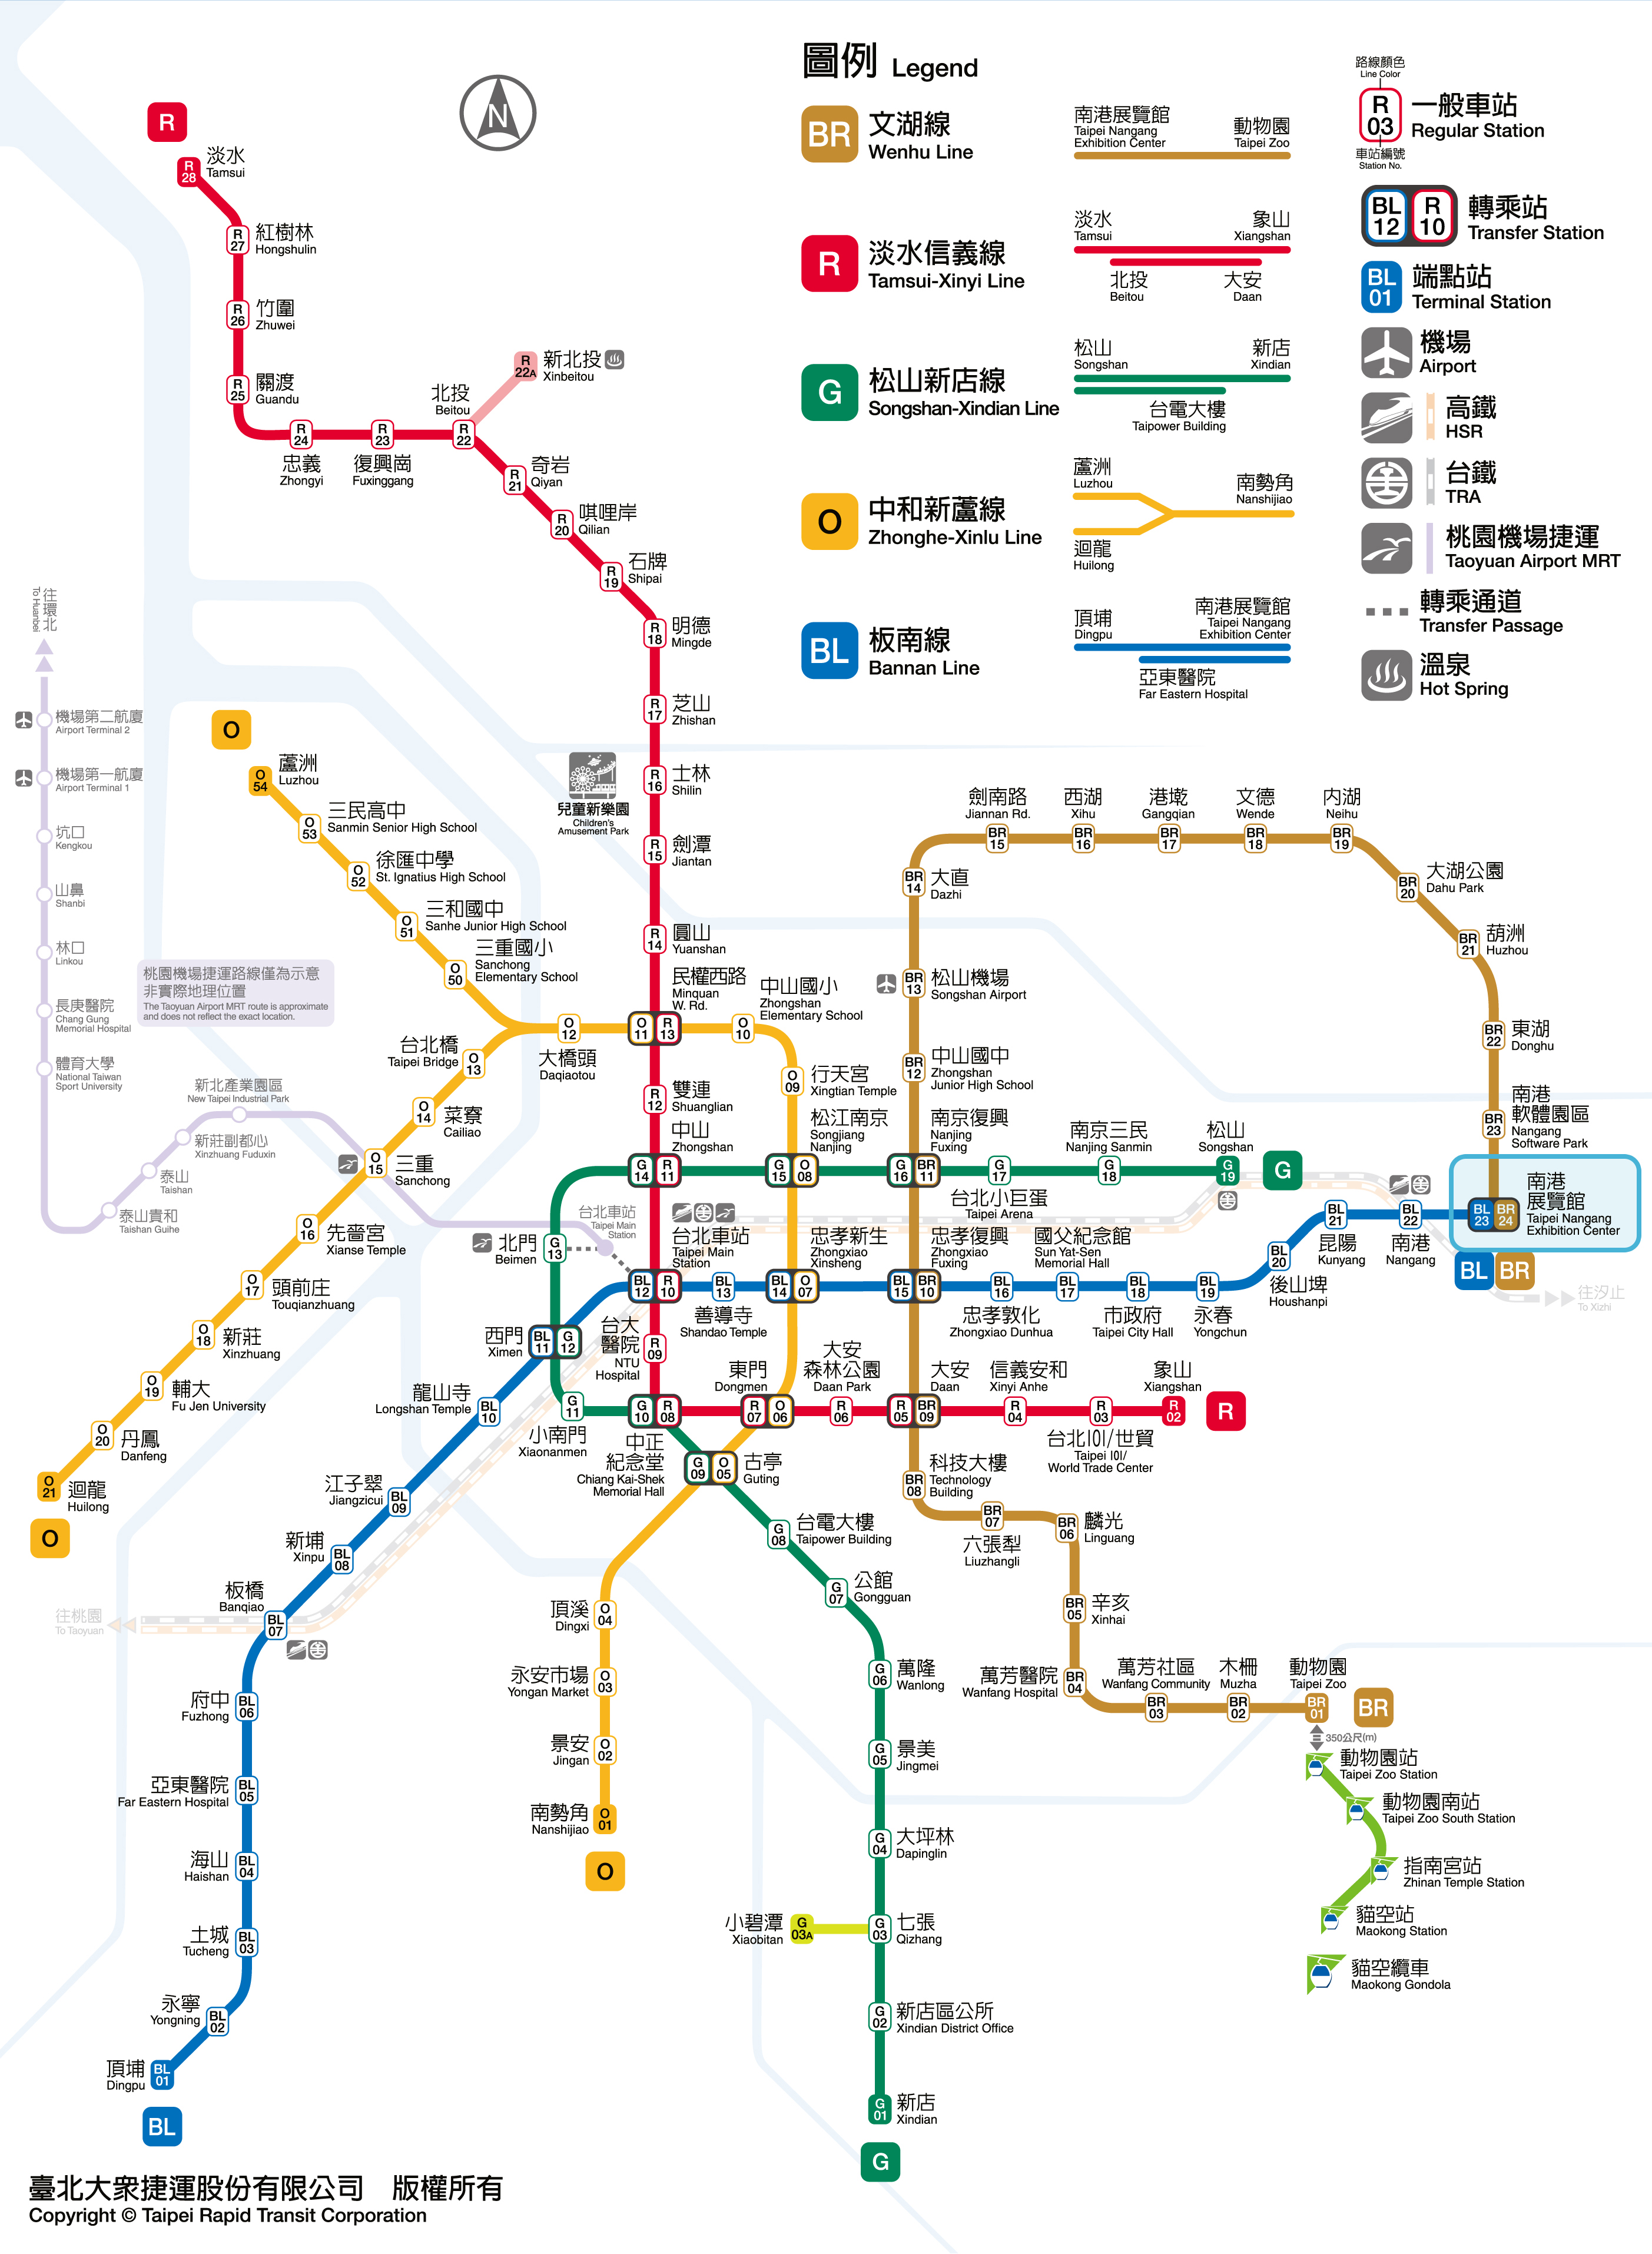 圖例 Legend
BR 文湖線
Wenhu Line
南港展覽館
Taipei Nangang
Exhibition Center
動物園
Taipei Zoo
R 淡水信義線
Tamsui-Xinyi Line
淡水
Tamsui
象山
Xiangshan
北投
Beitou
大安
Daan
G 松山新店線
Songshan-Xindian Line
松山
Songshan
新店
Xindian
台電大樓
Taipower Building
O 中和新蘆線
Zhonghe-Xinlu Line
蘆洲
Luzhou
南勢角
Nanshijiao
迴龍
Huilong
BL 板南線
Bannan Line
頂埔
Dingpu
南港展覽館
Taipei Nangang
Exhibition Center
亞東醫院
Far Eastern Hospital
路線顏色
Line Color
R
03
車站編號
Station No.
一般車站
Regular Station
BL
12
R
10
轉乘站
Transfer Station
BL
01
端點站
Terminal Station
機場
Airport
高鐵
HSR
台鐵
TRA
桃園機場捷運
Taoyuan Airport MRT
轉乘通道
Transfer Passage
溫泉
Hot Spring
N
R
R
28
淡水
Tamsui
R
27
紅樹林
Hongshulin
R
26
竹圍
Zhuwei
R
25
關渡
Guandu
R
24
忠義
Zhongyi
R
23
復興崗
Fuxinggang
北投
Beitou
R
22
R
22A
新北投
Xinbeitou
R
21
奇岩
Qiyan
R
20
唭哩岸
Qilian
R
19
石牌
Shipai
R
18
明德
Mingde
R
17
芝山
Zhishan
R
16
士林
Shilin
兒童新樂園
Children's
Amusement Park
R
15
劍潭
Jiantan
R
14
圓山
Yuanshan
民權西路
Minquan
W. Rd.
O
11
R
13
R
12
雙連
Shuanglian
中山
Zhongshan
G
14
R
11
往環北
To Huanbei
機場第二航廈
Airport Terminal 2
機場第一航廈
Airport Terminal 1
坑口
Kengkou
山鼻
Shanbi
林口
Linkou
長庚醫院
Chang Gung
Memorial Hospital
體育大學
National Taiwan
Sport University
桃園機場捷運路線僅為示意
非實際地理位置
The Taoyuan Airport MRT route is approximate
and does not reflect the exact location.
新北產業園區
New Taipei Industrial Park
新莊副都心
Xinzhuang Fuduxin
泰山
Taishan
泰山貴和
Taishan Guihe
台北車站
Taipei Main
Station
O
O
54
蘆洲
Luzhou
O
53
三民高中
Sanmin Senior High School
O
52
徐匯中學
St. Ignatius High School
O
51
三和國中
Sanhe Junior High School
O
50
三重國小
Sanchong
Elementary School
O
12
大橋頭
Daqiaotou
台北橋
Taipei Bridge
O
13
O
14
菜寮
Cailiao
O
15
三重
Sanchong
O
16
先嗇宮
Xianse Temple
O
17
頭前庄
Touqianzhuang
O
18
新莊
Xinzhuang
O
19
輔大
Fu Jen University
O
20
丹鳳
Danfeng
O
21
迴龍
Huilong
O
O
10
中山國小
Zhongshan
Elementary School
O
09
行天宮
Xingtian Temple
松江南京
Songjiang
Nanjing
G
15
O
08
劍南路
Jiannan Rd.
BR
15
西湖
Xihu
BR
16
港墘
Gangqian
BR
17
文德
Wende
BR
18
內湖
Neihu
BR
19
大湖公園
Dahu Park
BR
20
葫洲
Huzhou
BR
21
東湖
Donghu
BR
22
南港
軟體園區
Nangang
Software Park
BR
23
南港
展覽館
Taipei Nangang
Exhibition Center
BL
23
BR
24
BL BR
往汐止
To Xizhi
BR
14
大直
Dazhi
BR
13
松山機場
Songshan Airport
BR
12
中山國中
Zhongshan
Junior High School
南京復興
Nanjing
Fuxing
G
16
BR
11
G
17
台北小巨蛋
Taipei Arena
南京三民
Nanjing Sanmin
G
18
松山
Songshan
G
19
G
北門
Beimen
G
13
台北車站
Taipei Main
Station
BL
12
R
10
BL
13
善導寺
Shandao Temple
忠孝新生
Zhongxiao
Xinsheng
BL
14
O
07
忠孝復興
Zhongxiao
Fuxing
BL
15
BR
10
BL
16
忠孝敦化
Zhongxiao Dunhua
國父紀念館
Sun Yat-Sen
Memorial Hall
BL
17
BL
18
市政府
Taipei City Hall
BL
19
永春
Yongchun
BL
20
後山埤
Houshanpi
BL
21
昆陽
Kunyang
BL
22
南港
Nangang
西門
Ximen
BL
11
G
12
台大
醫院
NTU
Hospital
R
09
G
11
小南門
Xiaonanmen
G
10
R
08
中正
紀念堂
Chiang Kai-Shek
Memorial Hall
東門
Dongmen
R
07
O
06
大安
森林公園
Daan Park
R
06
大安
Daan
R
05
BR
09
信義安和
Xinyi Anhe
R
04
R
03
台北101/世貿
Taipei 101/
World Trade Center
象山
Xiangshan
R
02
R
龍山寺
Longshan Temple
BL
10
江子翠
Jiangzicui
BL
09
新埔
Xinpu
BL
08
板橋
Banqiao
BL
07
往桃園
To Taoyuan
府中
Fuzhong
BL
06
亞東醫院
Far Eastern Hospital
BL
05
海山
Haishan
BL
04
土城
Tucheng
BL
03
永寧
Yongning
BL
02
頂埔
Dingpu
BL
01
BL
G
09
O
05
古亭
Guting
頂溪
Dingxi
O
04
永安市場
Yongan Market
O
03
景安
Jingan
O
02
南勢角
Nanshijiao
O
01
O
G
08
台電大樓
Taipower Building
G
07
公館
Gongguan
G
06
萬隆
Wanlong
G
05
景美
Jingmei
G
04
大坪林
Dapinglin
小碧潭
Xiaobitan
G
03A
G
03
七張
Qizhang
G
02
新店區公所
Xindian District Office
G
01
新店
Xindian
G
BR
08
科技大樓
Technology
Building
BR
07
六張犁
Liuzhangli
BR
06
麟光
Linguang
BR
05
辛亥
Xinhai
萬芳醫院
Wanfang Hospital
BR
04
萬芳社區
Wanfang Community
BR
03
木柵
Muzha
BR
02
動物園
Taipei Zoo
BR
01
BR
350公尺(m)
動物園站
Taipei Zoo Station
動物園南站
Taipei Zoo South Station
指南宮站
Zhinan Temple Station
貓空站
Maokong Station
貓空纜車
Maokong Gondola
臺北大眾捷運股份有限公司 版權所有
Copyright © Taipei Rapid Transit Corporation